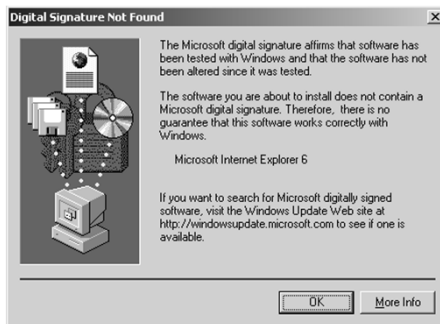 Digital Signature Not Found
The Microsoft digital signature affirms that software has
been tested with Windows and that the software has not
been altered since it was tested.
The software you are about to install does not contain a
Microsoft digital signature. Therefore, there is no
guarantee that this software works correctly with
Windows.
Microsoft Internet Explorer 6
If you want to search for Microsoft digitally signed
software, visit the Windows Update Web site at
http://windowsupdate.microsoft.com to see if one is
available.
OK More Info